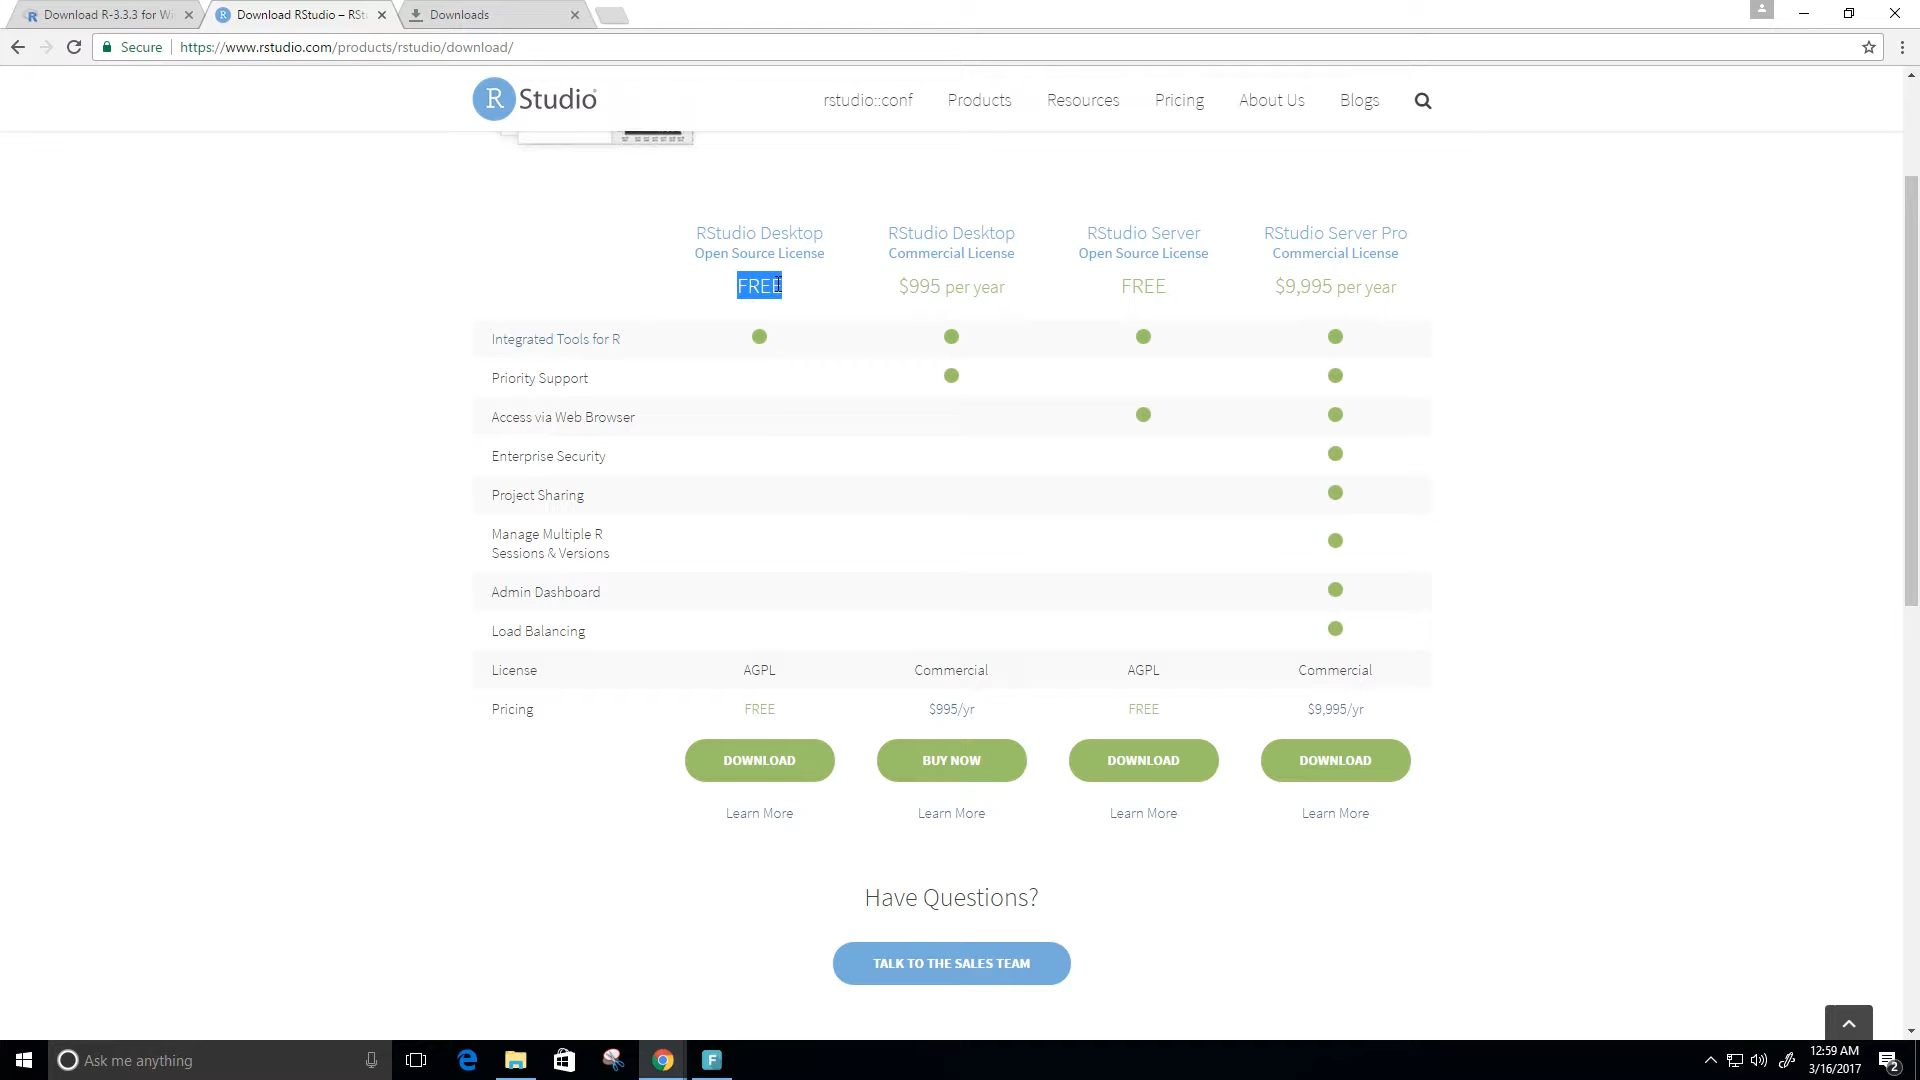 Download R-3.3.3 for Wi
Download RStudio – RSt
Downloads
Secure
https://www.rstudio.com/products/rstudio/download/
R Studio
rstudio::conf
Products
Resources
Pricing
About Us
Blogs
RStudio Desktop
Open Source License
FREE
RStudio Desktop
Commercial License
$995 per year
RStudio Server
Open Source License
FREE
RStudio Server Pro
Commercial License
$9,995 per year
Integrated Tools for R
Priority Support
Access via Web Browser
Enterprise Security
Project Sharing
Manage Multiple R
Sessions & Versions
Admin Dashboard
Load Balancing
License AGPL Commercial AGPL Commercial
Pricing FREE $995/yr FREE $9,995/yr
DOWNLOAD BUY NOW DOWNLOAD DOWNLOAD
Learn More Learn More Learn More Learn More
Have Questions?
TALK TO THE SALES TEAM
Ask me anything
F
12:59 AM
3/16/2017
2